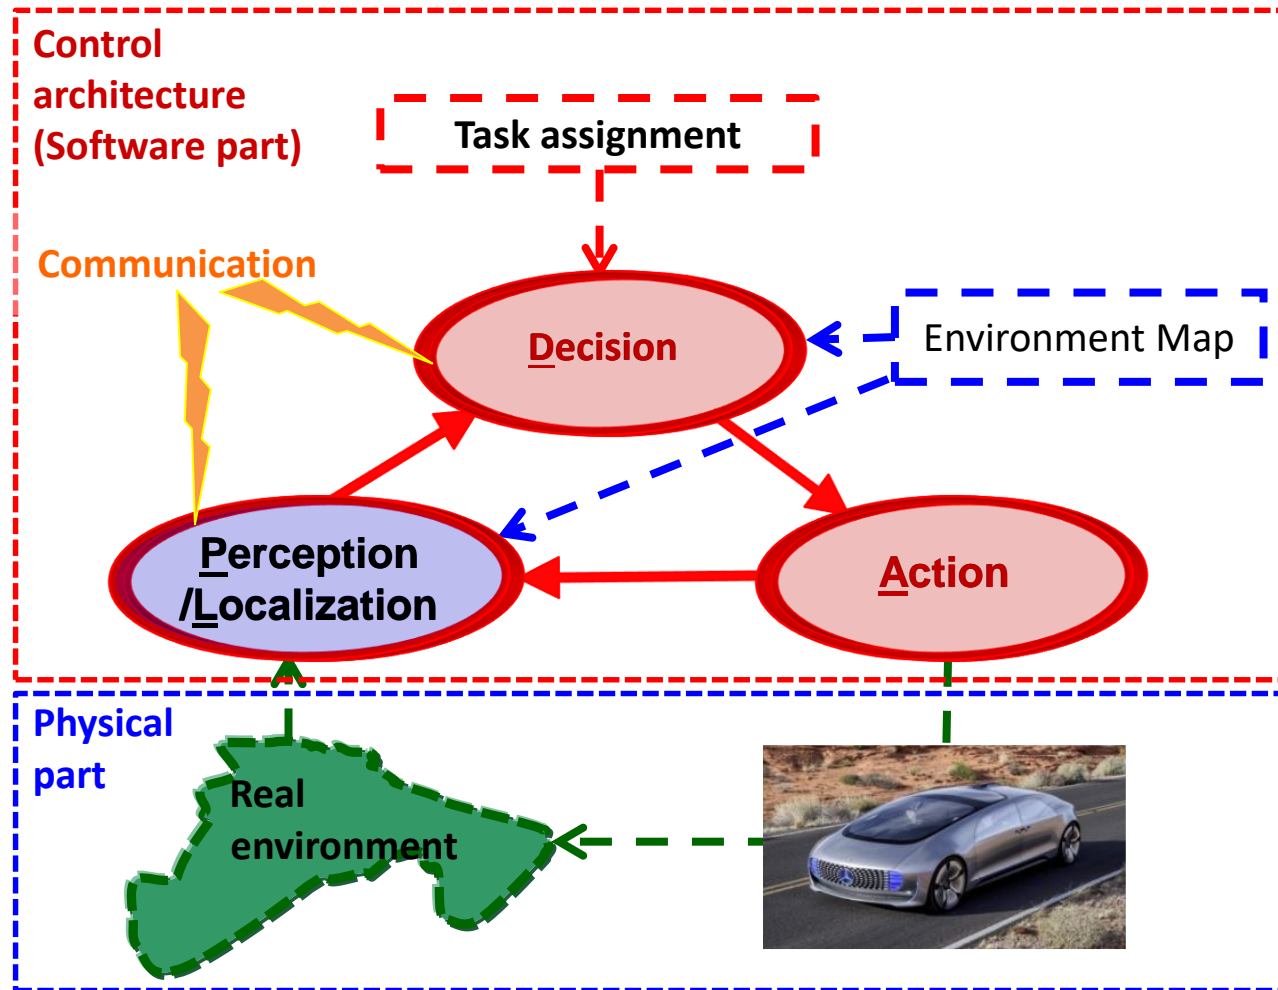 Control
architecture
(Software part)
Task assignment
Communication
Decision
Environment Map
Perception
/Localization
Action
Physical
part
Real
environment